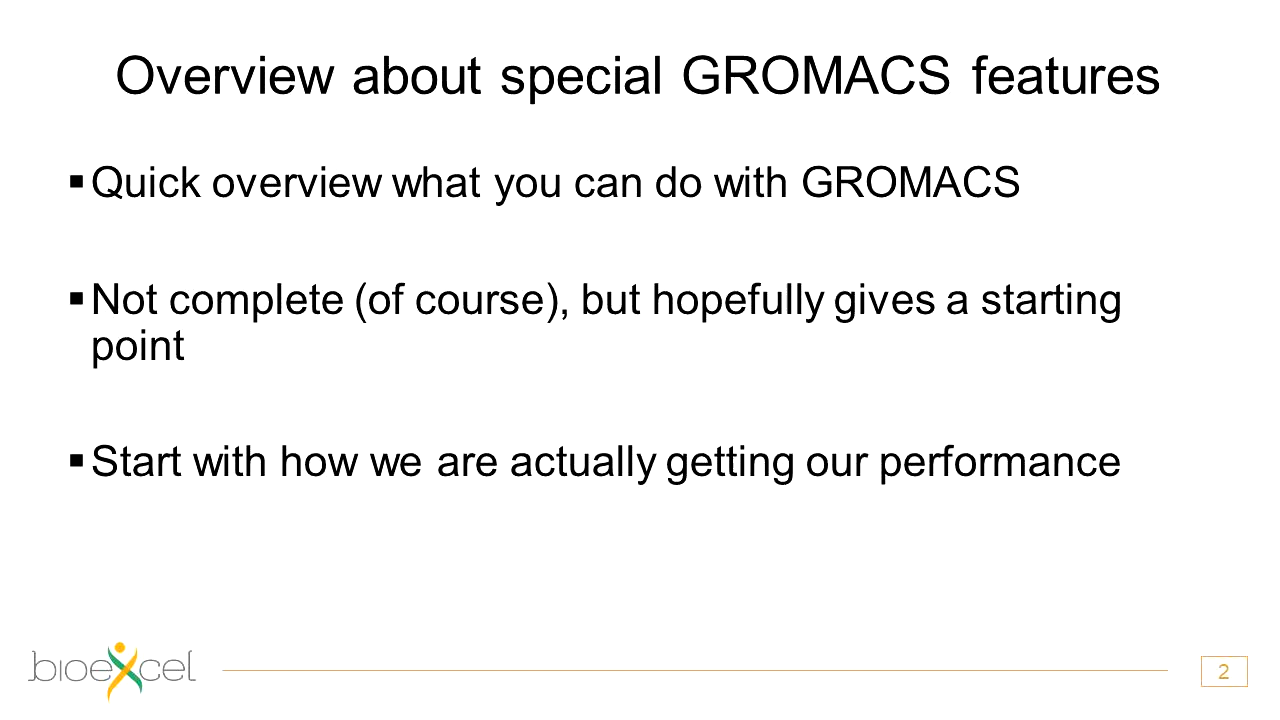 Overview about special GROMACS features
▪ Quick overview what you can do with GROMACS
▪ Not complete (of course), but hopefully gives a starting
point
▪ Start with how we are actually getting our performance
bioexcel
2